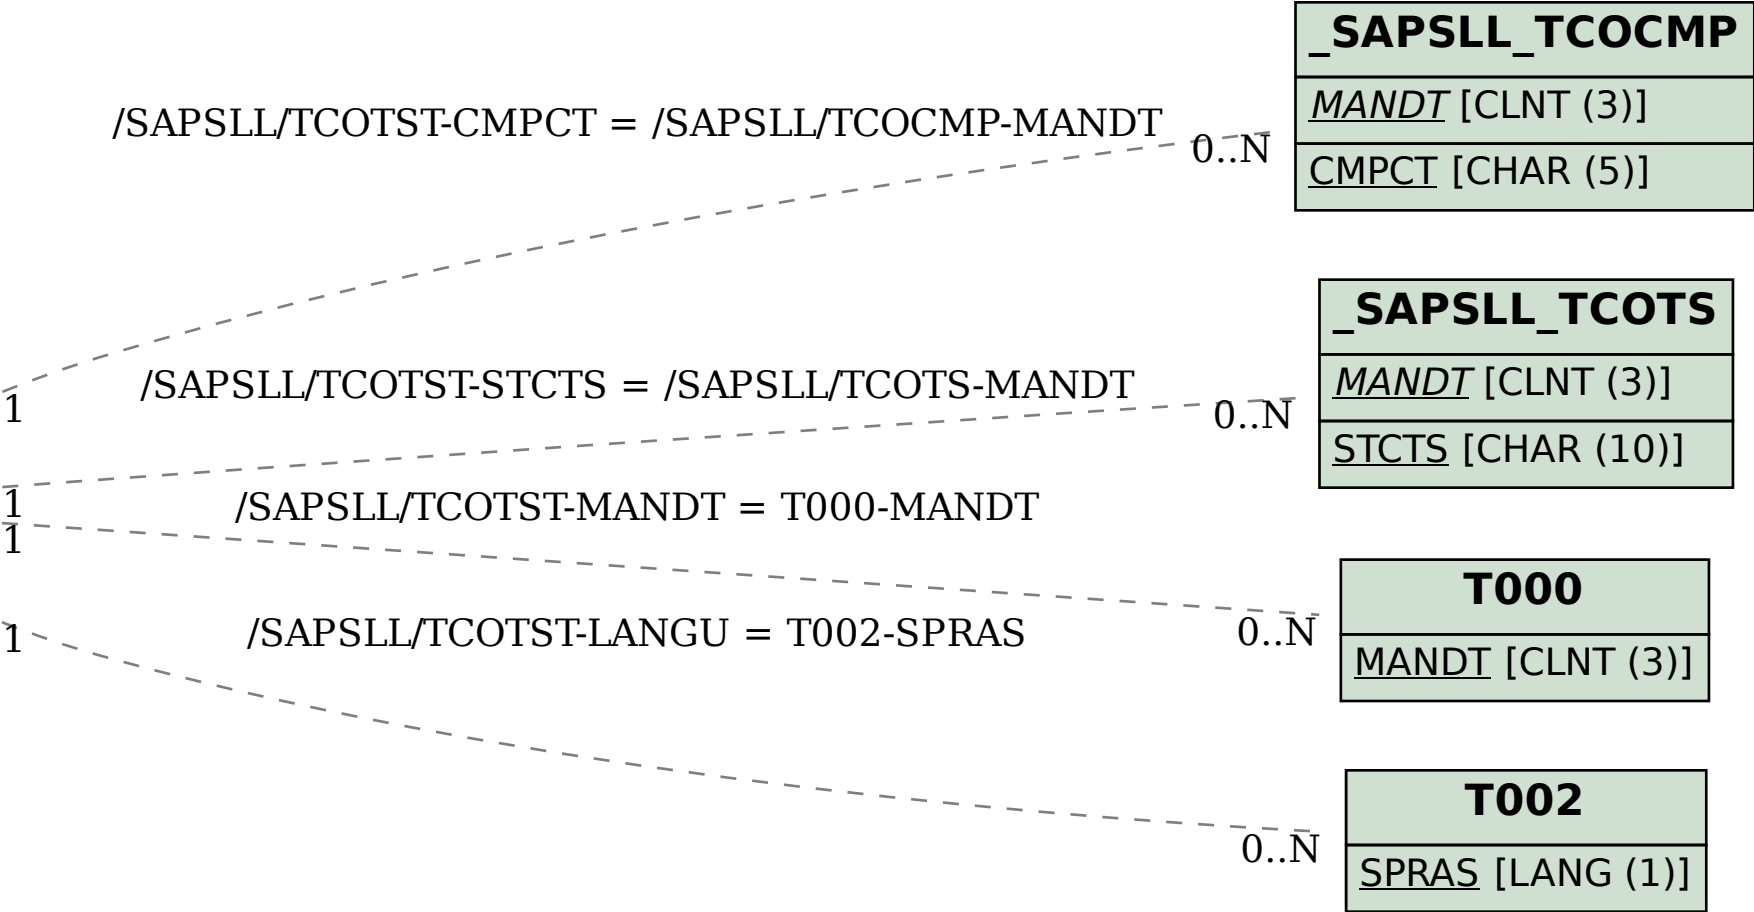 _SAPSLL_TCOCMP
MANDT [CLNT (3)]
CMPCT [CHAR (5)]
/SAPSLL/TCOTST-CMPCT = /SAPSLL/TCOCMP-MANDT
0..N
1
_SAPSLL_TCOTS
MANDT [CLNT (3)]
STCTS [CHAR (10)]
/SAPSLL/TCOTST-STCTS = /SAPSLL/TCOTS-MANDT
0..N
1
/SAPSLL/TCOTST-MANDT = T000-MANDT
1
0..N
T000
MANDT [CLNT (3)]
/SAPSLL/TCOTST-LANGU = T002-SPRAS
1
0..N
T002
SPRAS [LANG (1)]